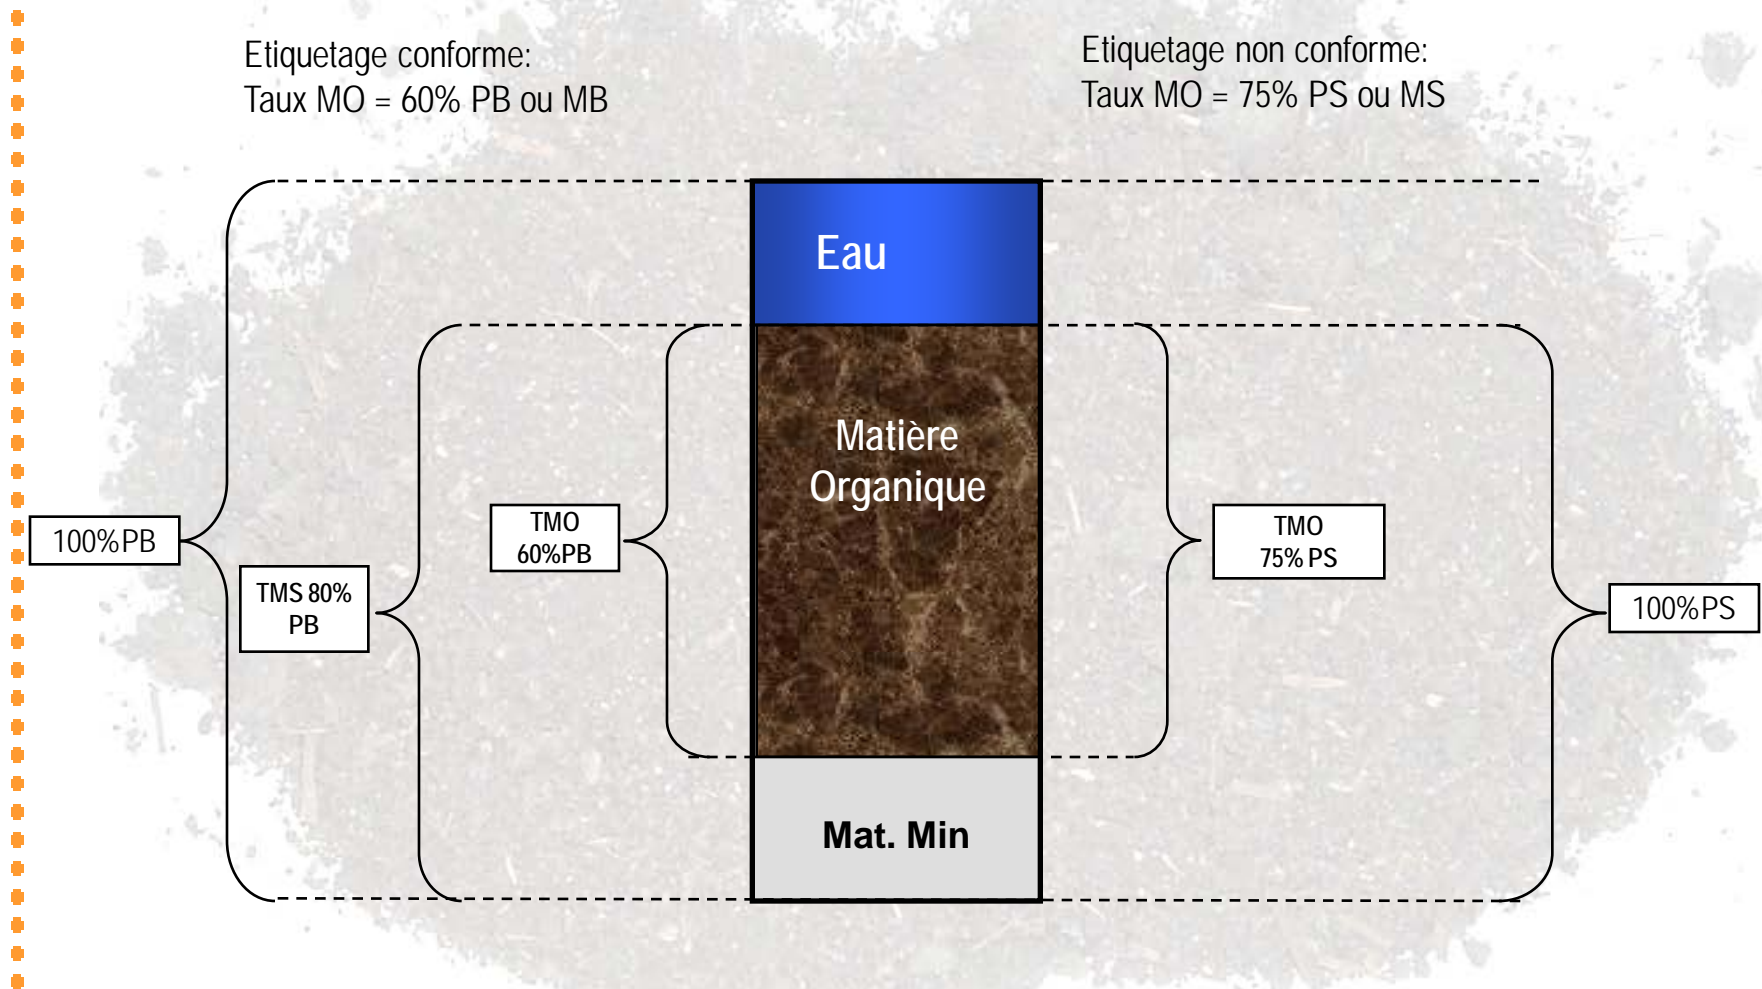 Etiquetage conforme:
Taux MO = 60% PB ou MB
Etiquetage non conforme:
Taux MO = 75% PS ou MS
Eau
Matière
Organique
Mat. Min
100%PB
TMS 80%
PB
TMO
60%PB
TMO
75% PS
100%PS